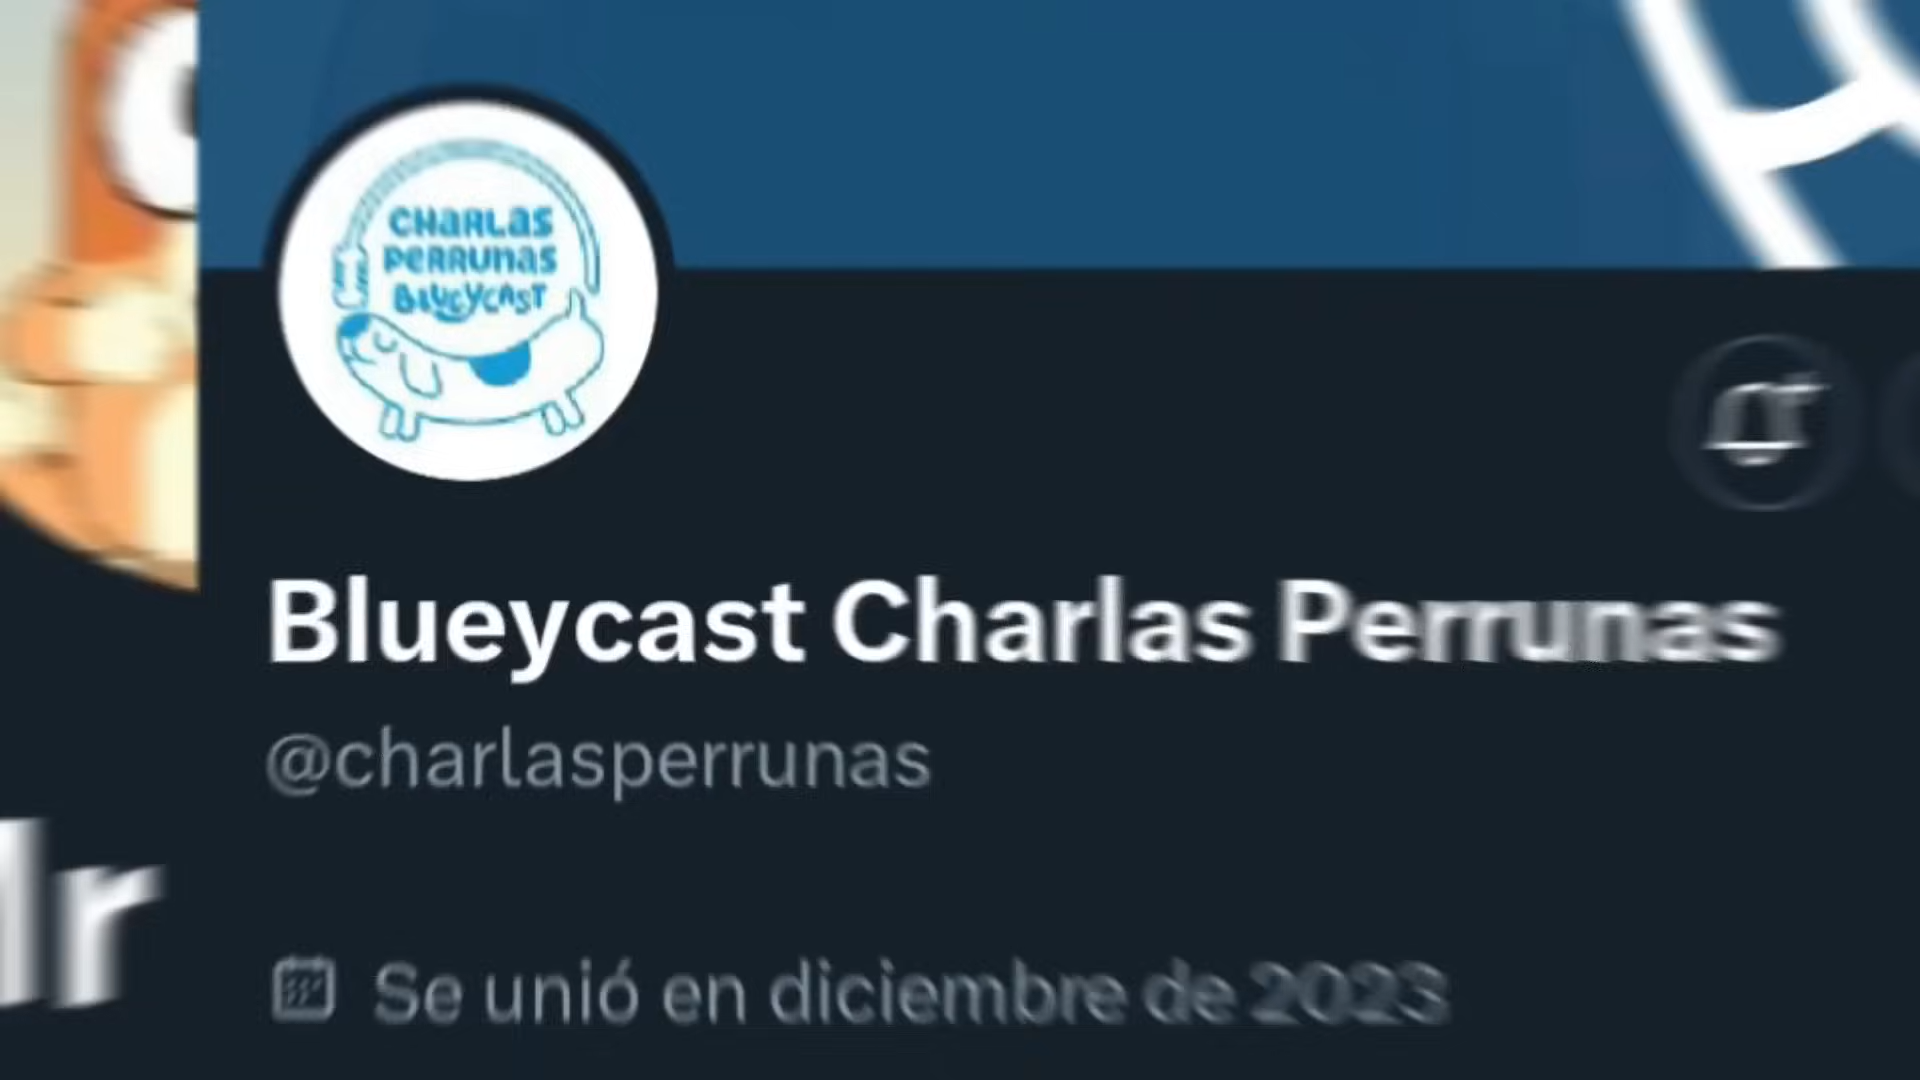 CHARLAS
PERRUNAS
BLUEYCAST
Blueycast Charlas Perrunas
@charlasperrunas
Se unió en diciembre de 2023